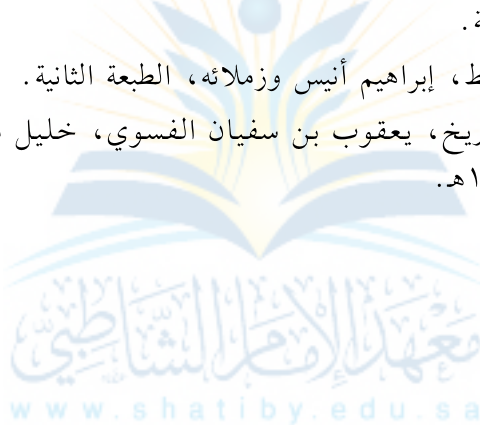 ة.
ط، إبراهيم أنيس وزملائه، الطبعة الثانية.
ريخ، يعقوب بن سفيان الفسوي، خليل
١هـ.
معهد الإمام الشاطبي
www.shatiby.edu.sa